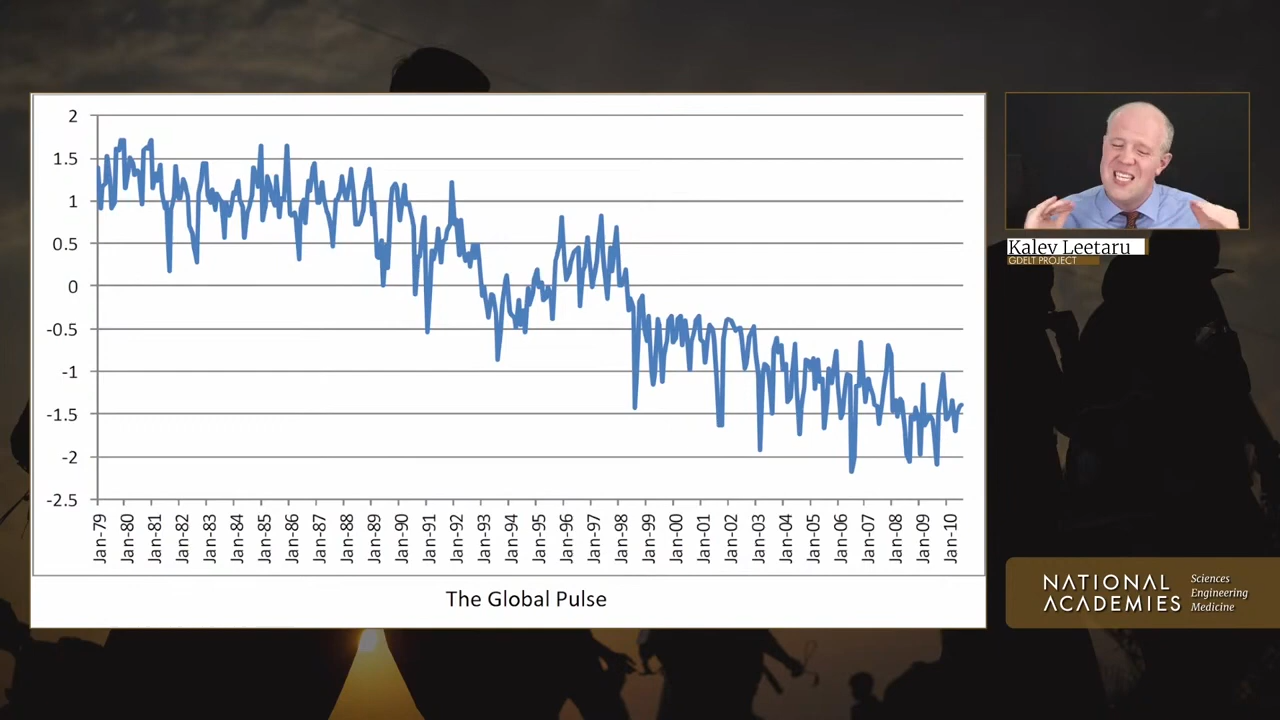 2
1.5
1
0.5
0
-0.5
-1
-1.5
-2
-2.5
Jan-79
Jan-80
Jan-81
Jan-82
Jan-83
Jan-84
Jan-85
Jan-86
Jan-87
Jan-88
Jan-89
Jan-90
Jan-91
Jan-92
Jan-93
Jan-94
Jan-95
Jan-96
Jan-97
Jan-98
Jan-99
Jan-00
Jan-01
Jan-02
Jan-03
Jan-04
Jan-05
Jan-06
Jan-07
Jan-08
Jan-09
Jan-10
The Global Pulse
Kalev Leetaru
GDELT PROJECT
NATIONAL ACADEMIES
Sciences
Engineering
Medicine